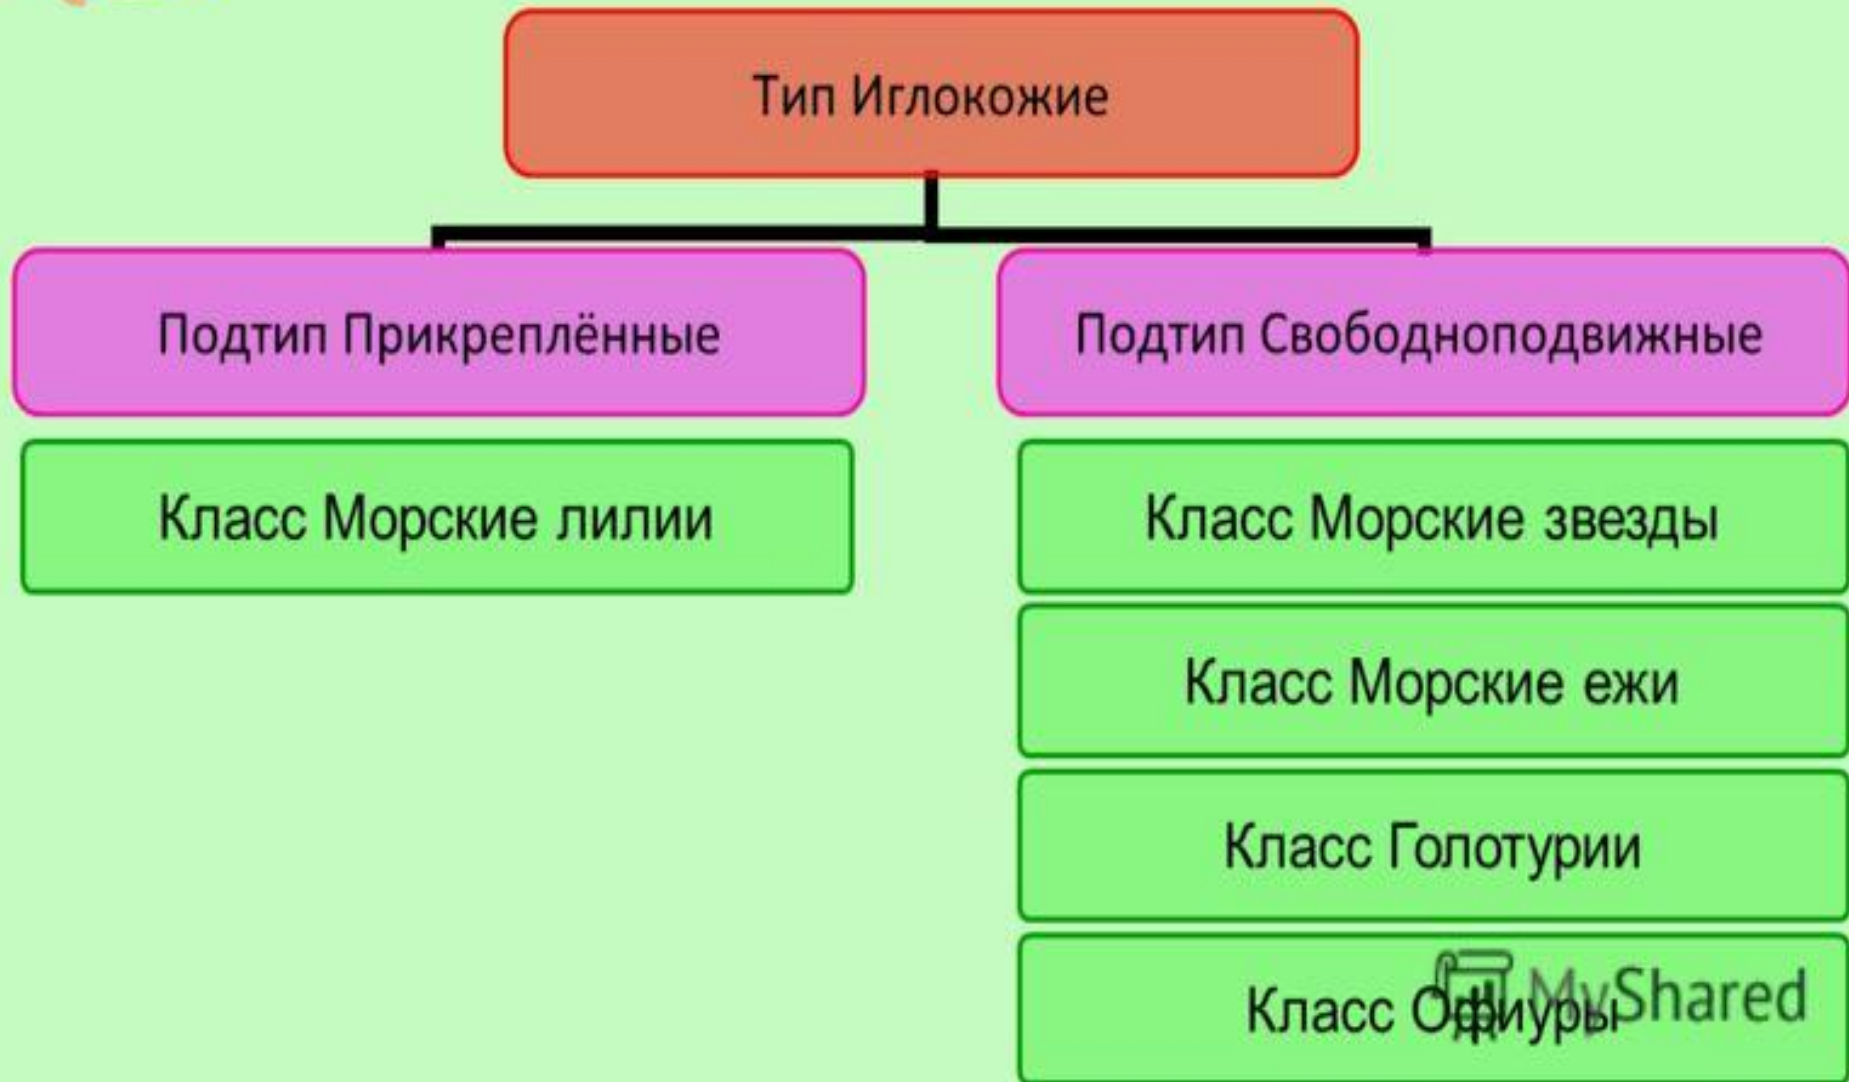 Тип Иглокожие
Подтип Прикреплённые
Подтип Свободноподвижные
Класс Морские лилии
Класс Морские звезды
Класс Морские ежи
Класс Голотурии
Класс Офиуры
MyShared